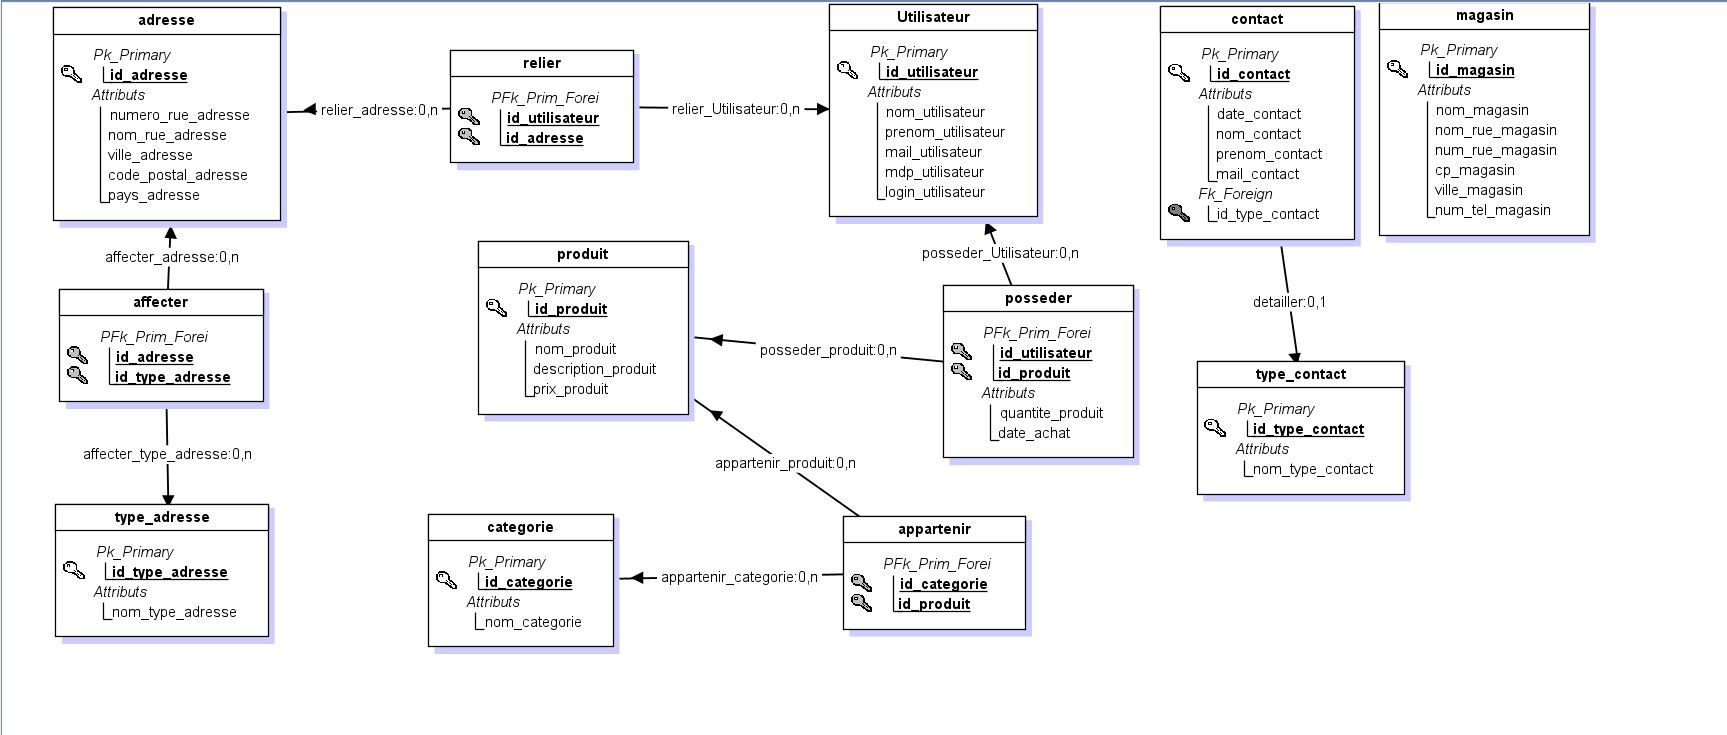 adresse
Pk_Primary
id_adresse
Attributs
numero_rue_adresse
nom_rue_adresse
ville_adresse
code_postal_adresse
pays_adresse
relier_adresse:0,n
relier
PFk_Prim_Forei
id_utilisateur
id_adresse
relier_Utilisateur:0,n
Utilisateur
Pk_Primary
id_utilisateur
Attributs
nom_utilisateur
prenom_utilisateur
mail_utilisateur
mdp_utilisateur
login_utilisateur
contact
Pk_Primary
id_contact
Attributs
date_contact
nom_contact
prenom_contact
mail_contact
Fk_Foreign
id_type_contact
magasin
Pk_Primary
id_magasin
Attributs
nom_magasin
nom_rue_magasin
num_rue_magasin
cp_magasin
ville_magasin
num_tel_magasin
affecter_adresse:0,n
affecter
PFk_Prim_Forei
id_adresse
id_type_adresse
affecter_type_adresse:0,n
type_adresse
Pk_Primary
id_type_adresse
Attributs
nom_type_adresse
produit
Pk_Primary
id_produit
Attributs
nom_produit
description_produit
prix_produit
posseder_Utilisateur:0,n
posseder_produit:0,n
posseder
PFk_Prim_Forei
id_utilisateur
id_produit
Attributs
quantite_produit
date_achat
detailler:0,1
type_contact
Pk_Primary
id_type_contact
Attributs
nom_type_contact
appartenir_produit:0,n
categorie
Pk_Primary
id_categorie
Attributs
nom_categorie
appartenir_categorie:0,n
appartenir
PFk_Prim_Forei
id_categorie
id_produit